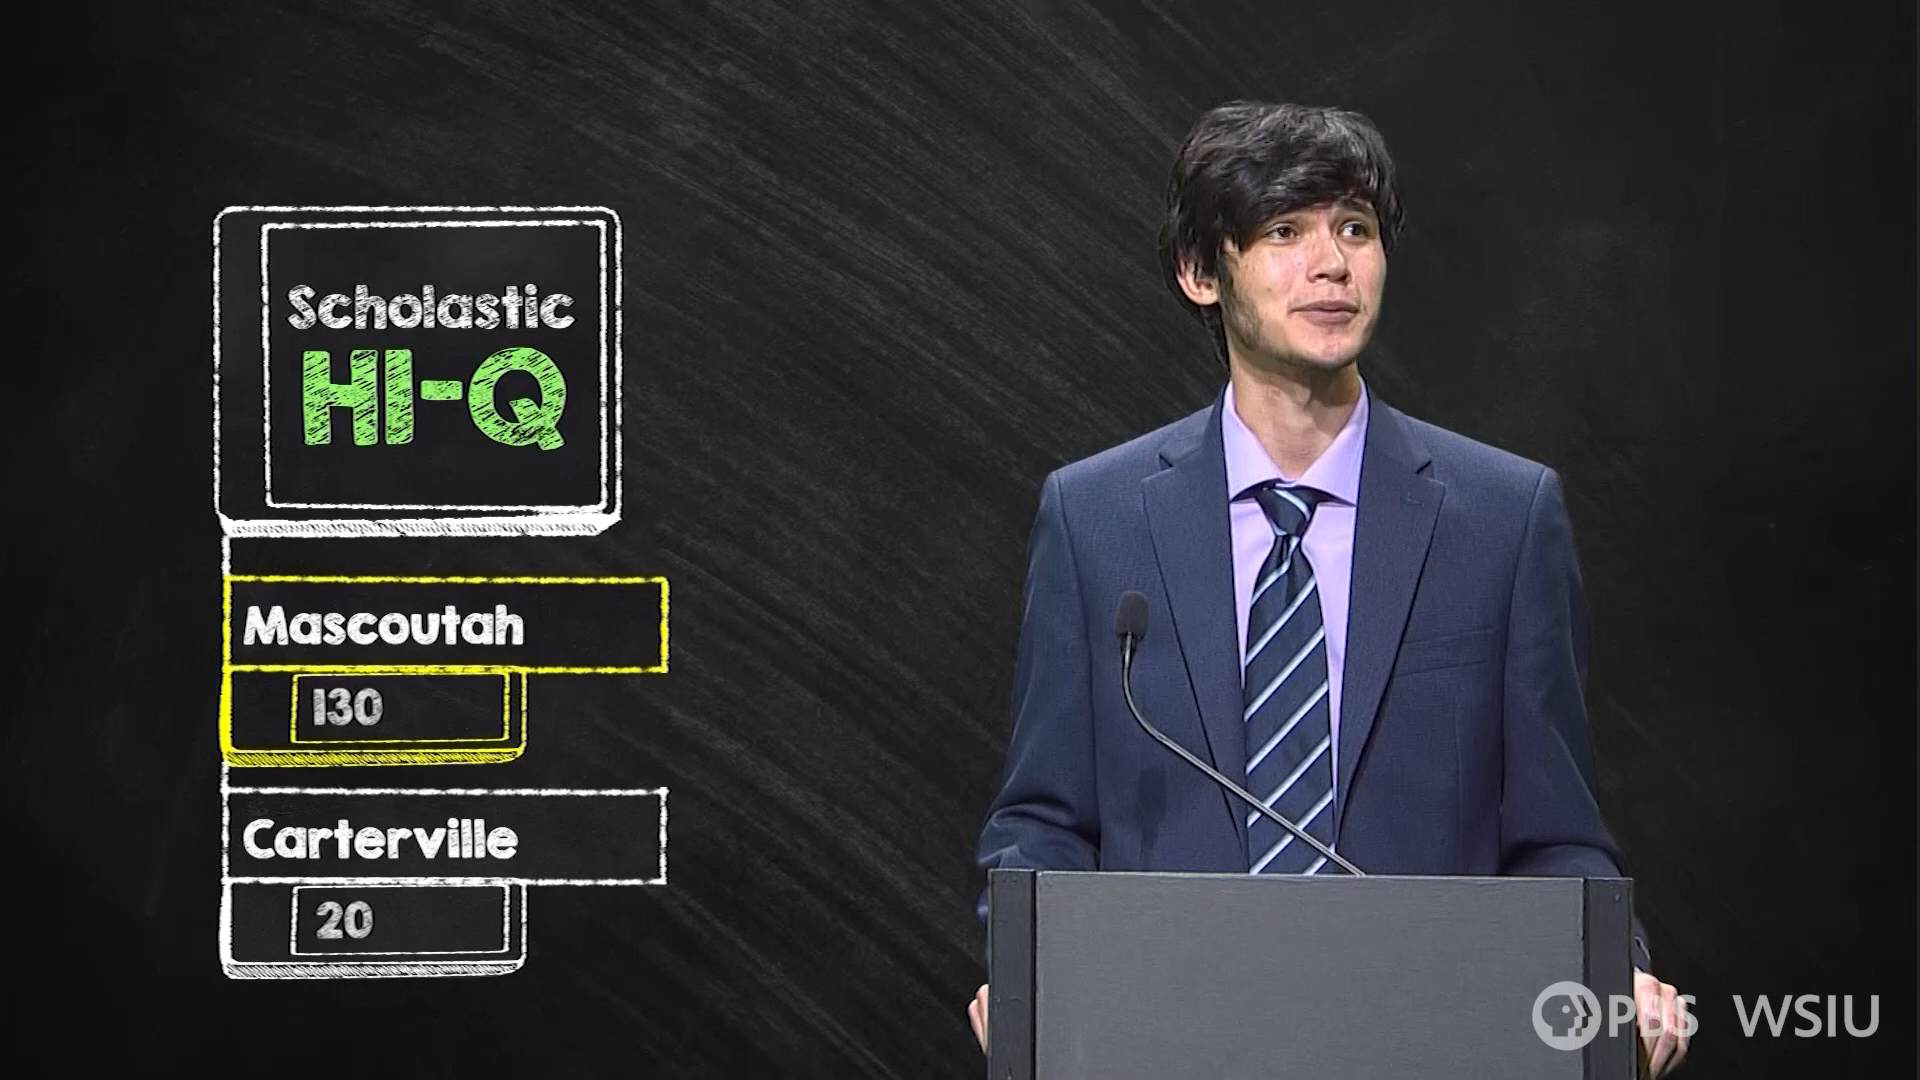 Scholastic
HI-Q
Mascoutah
130
Carterville
20
PBS WSIU